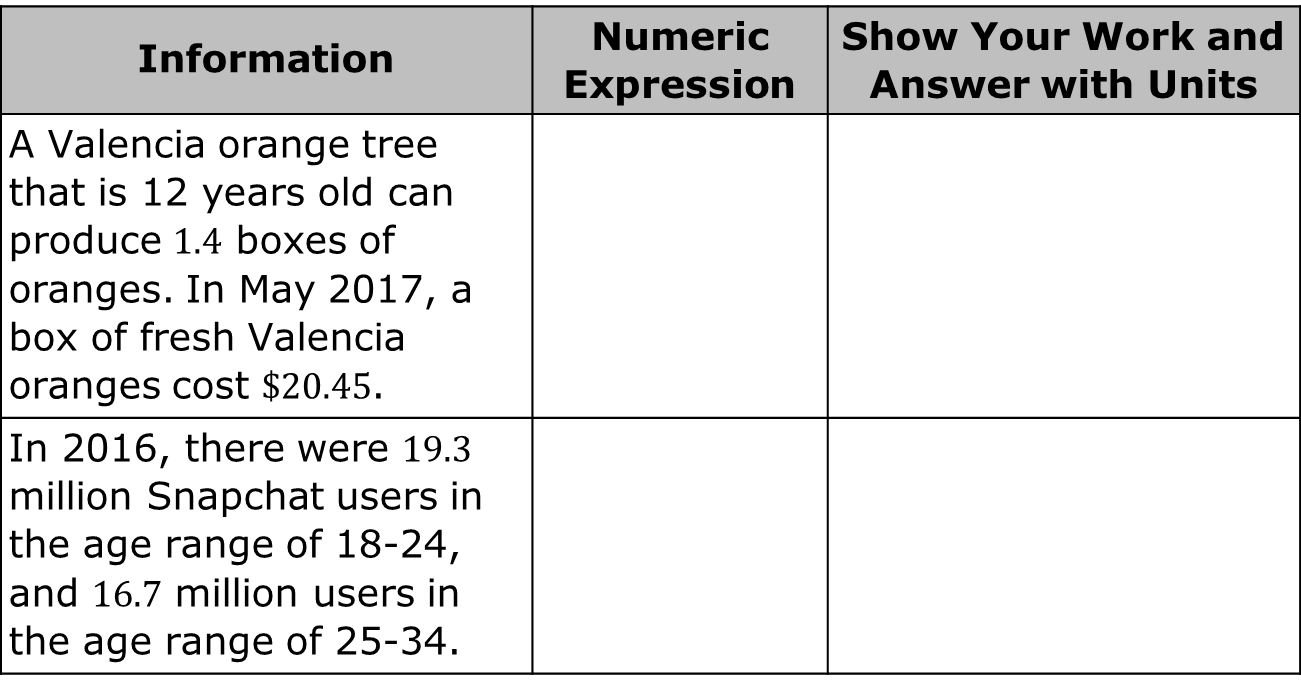 Information
Numeric
Expression
Show Your Work and
Answer with Units
A Valencia orange tree
that is 12 years old can
produce 1.4 boxes of
oranges. In May 2017, a
box of fresh Valencia
oranges cost $20.45.
In 2016, there were 19.3
million Snapchat users in
the age range of 18-24,
and 16.7 million users in
the age range of 25-34.